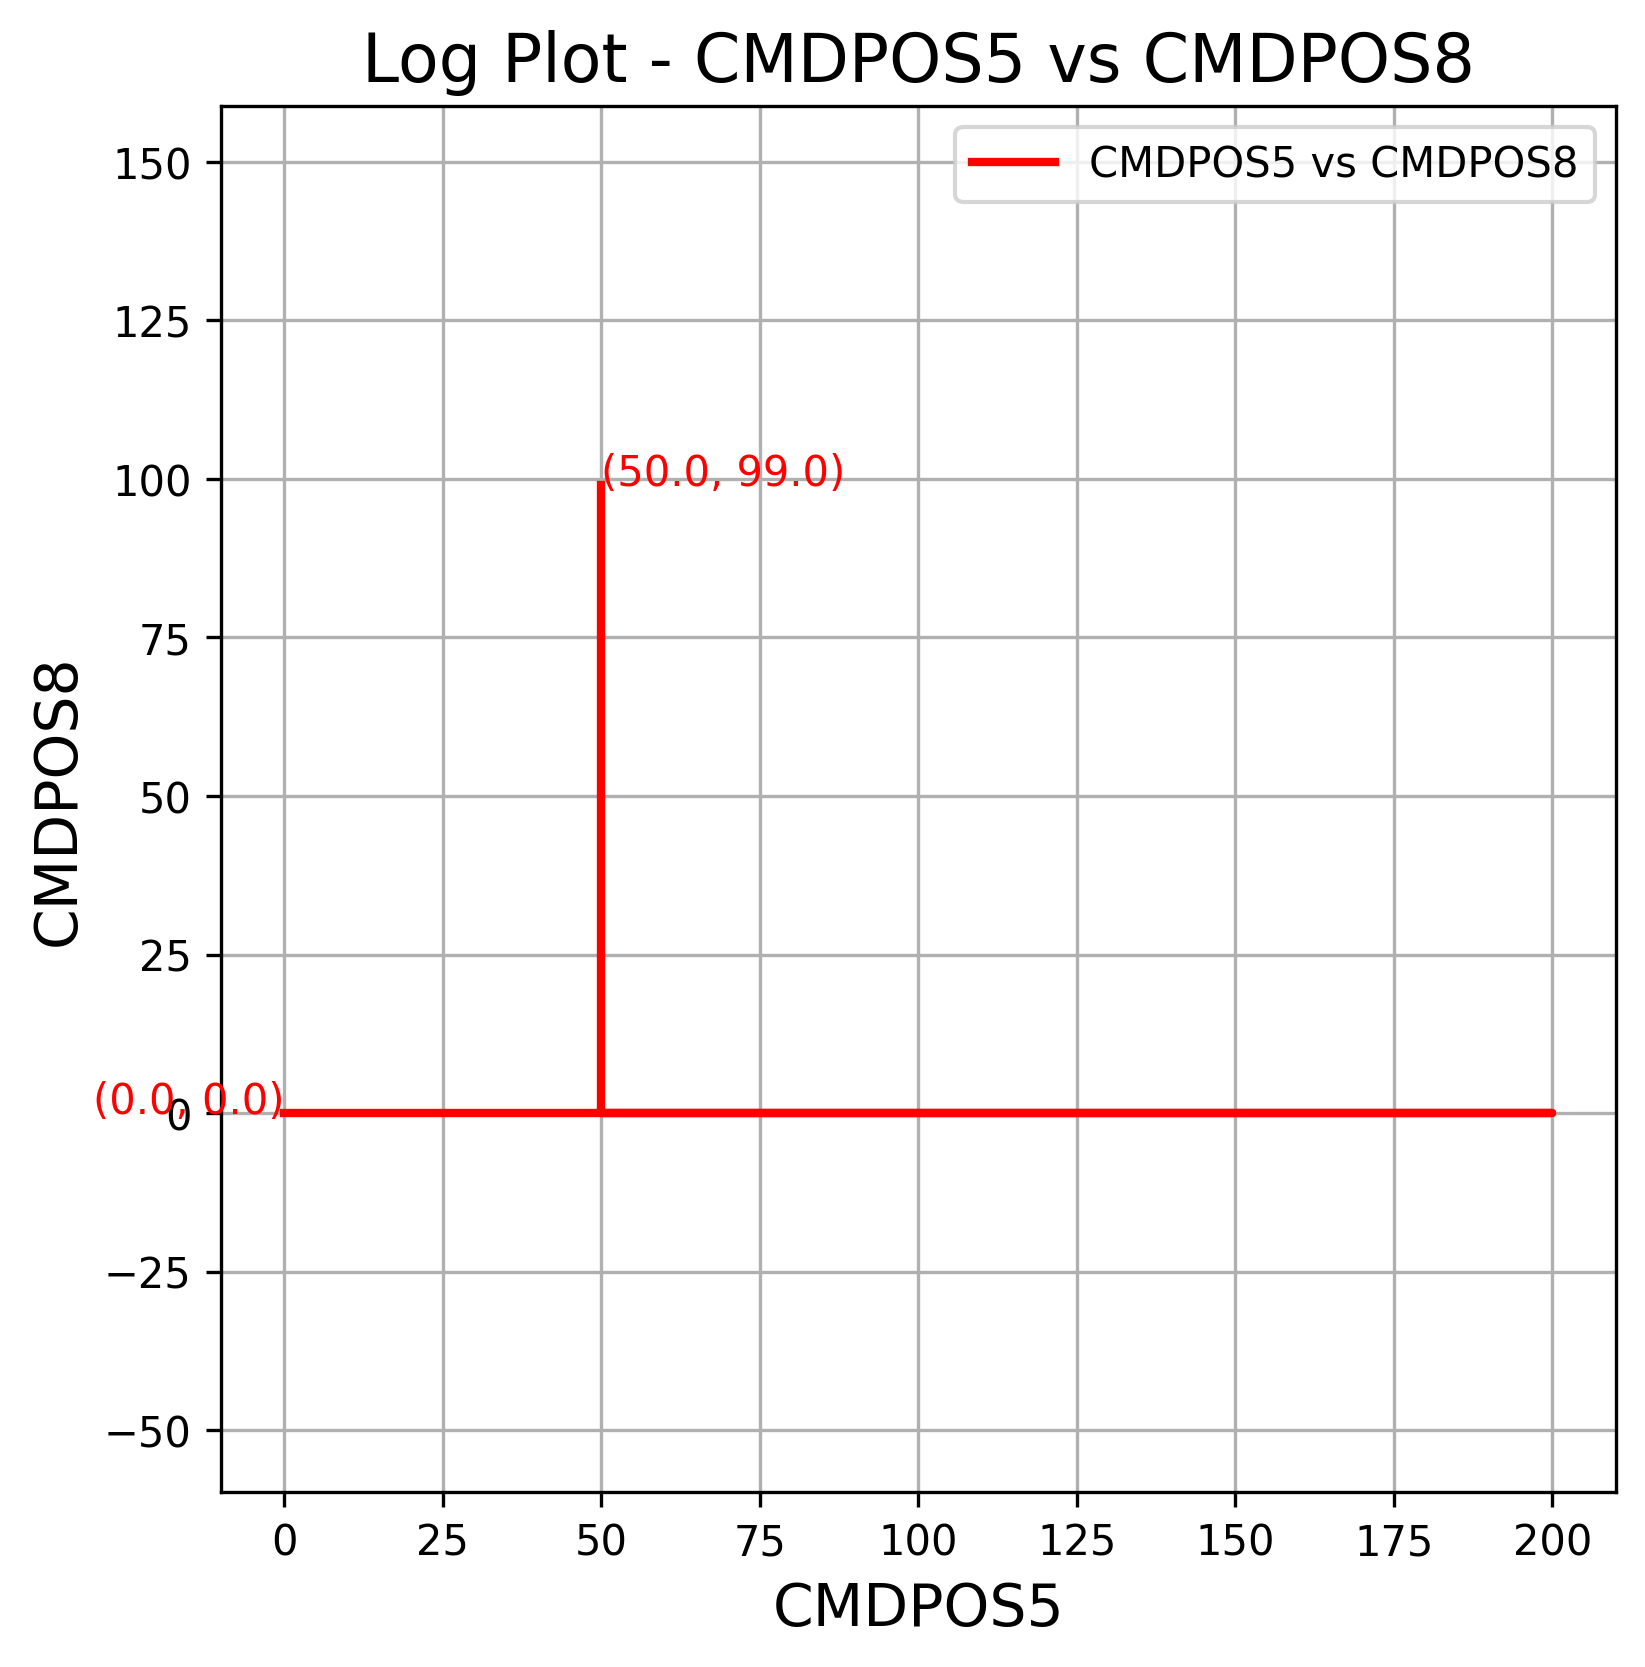 Log Plot - CMDPOS5 vs CMDPOS8
CMDPOS5 vs CMDPOS8
150
125
100
75
50
25
0
−25
−50
CMDPOS8
(50.0, 99.0)
(0.0, 0.0)
0 25 50 75 100 125 150 175 200
CMDPOS5